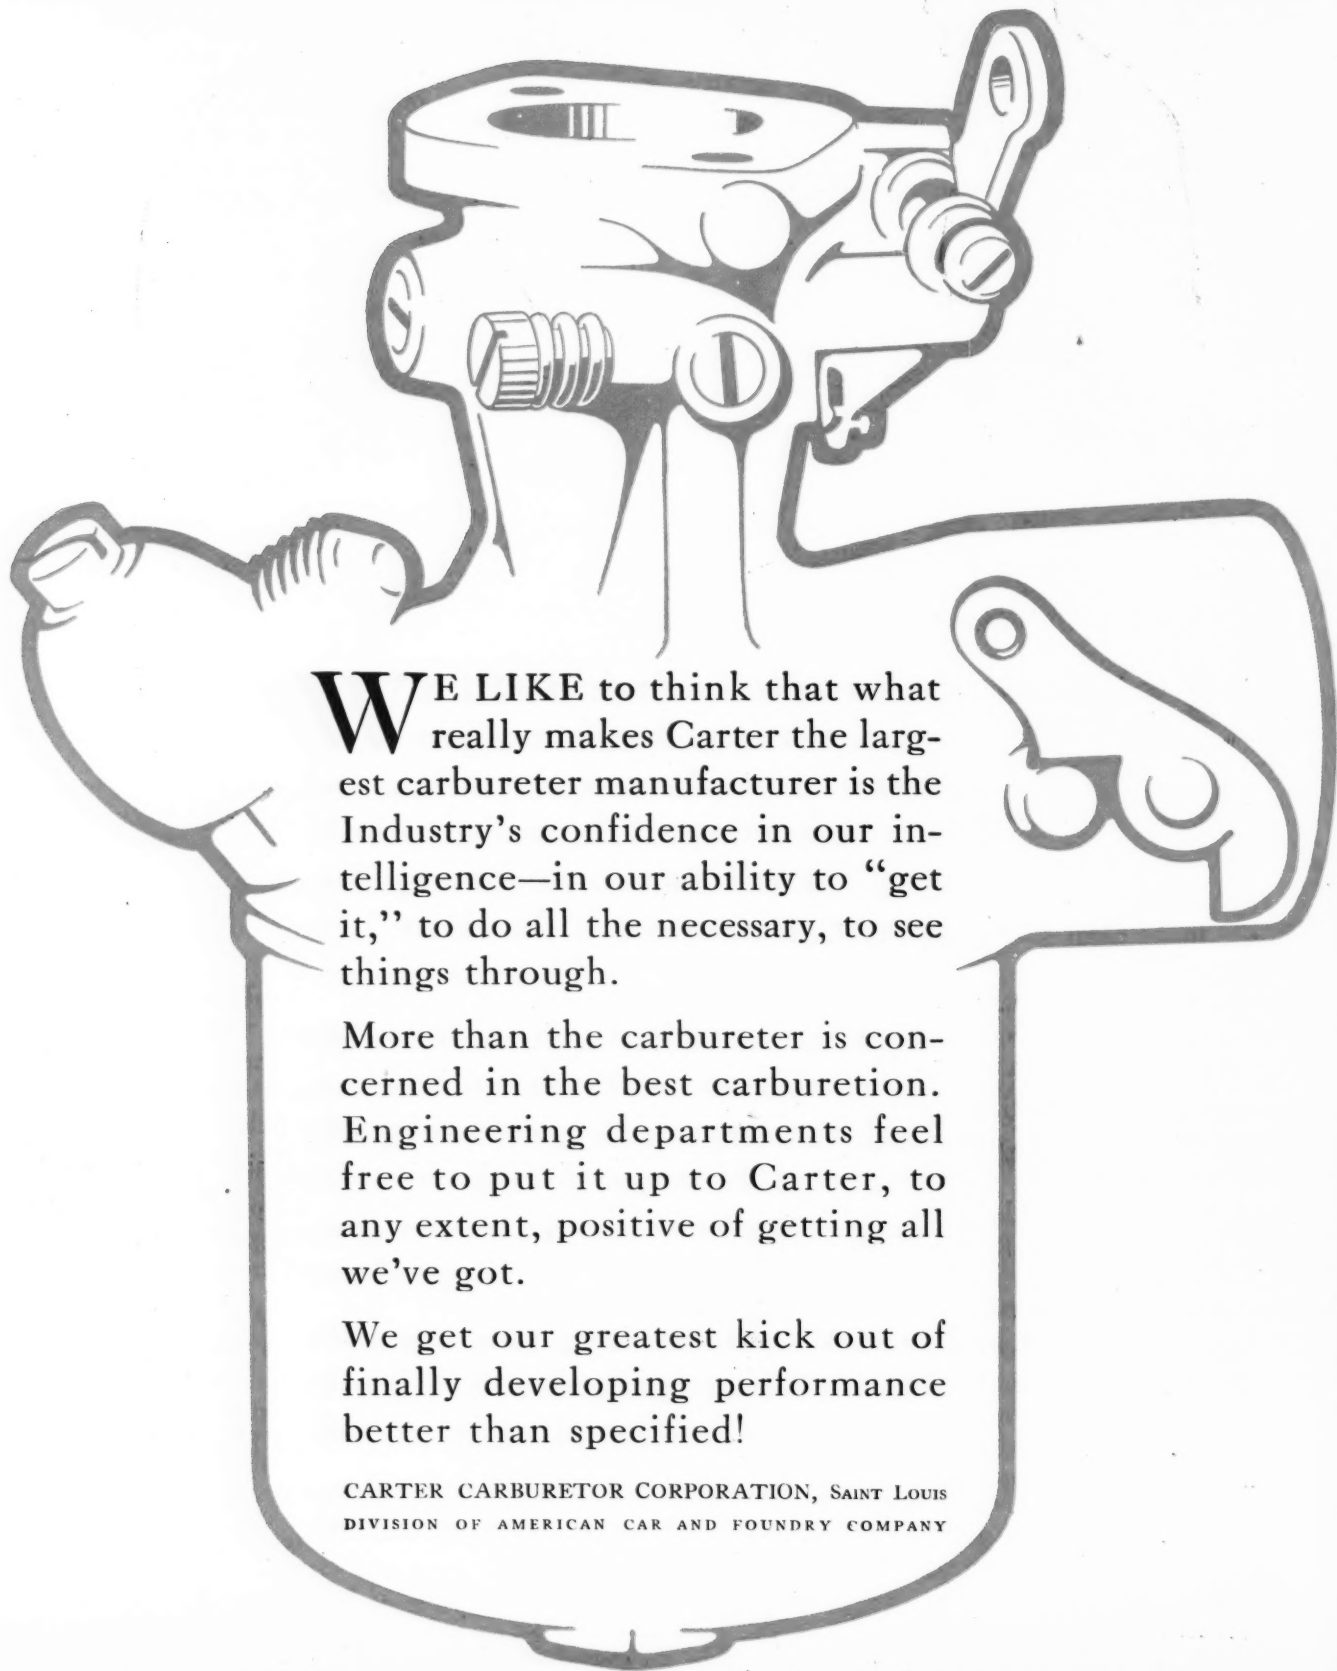 WE LIKE to think that what
really makes Carter the larg-
est carbureter manufacturer is the
Industry's confidence in our in-
telligence—in our ability to “get
it,” to do all the necessary, to see
things through.
More than the carbureter is con-
cerned in the best carburetion.
Engineering departments feel
free to put it up to Carter, to
any extent, positive of getting all
we've got.
We get our greatest kick out of
finally developing performance
better than specified!
CARTER CARBURETOR CORPORATION, SAINT LOUIS
DIVISION OF AMERICAN CAR AND FOUNDRY COMPANY